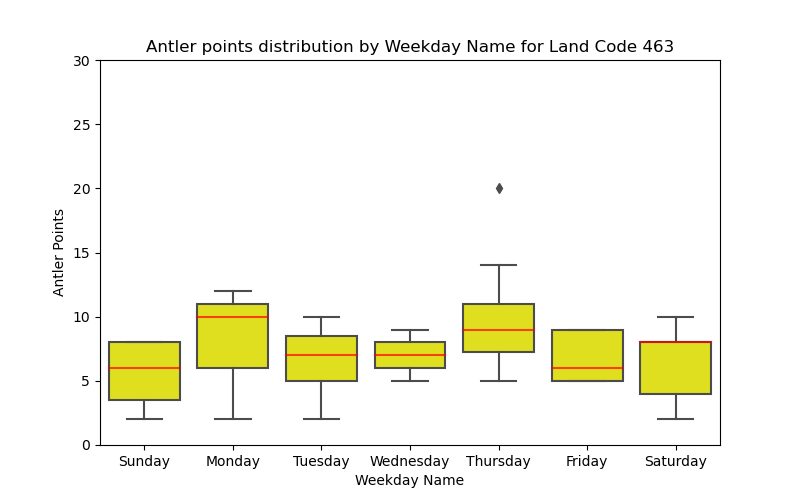 Antler points distribution by Weekday Name for Land Code 463
30
25
20
15
10
5
0
Antler Points
Sunday Monday Tuesday Wednesday Thursday Friday Saturday
Weekday Name